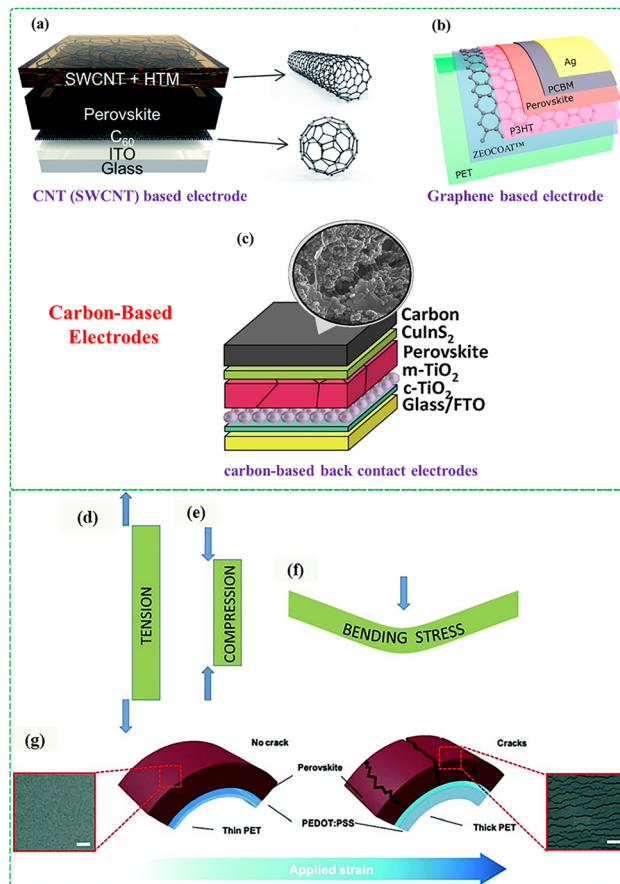 (a)
SWCNT + HTM
Perovskite
C60
ITO
Glass
CNT (SWCNT) based electrode
(b)
Ag
PCBM
Perovskite
P3HT
ZEOCOAT™
PET
Graphene based electrode
(c)
Carbon-Based
Electrodes
Carbon
CuInS2
Perovskite
m-TiO2
c-TiO2
Glass/FTO
carbon-based back contact electrodes
(d)
TENSION
(e)
COMPRESSION
(f)
BENDING STRESS
(g)
No crack
Cracks
Perovskite
PEDOT:PSS
Thin PET
Thick PET
Applied strain